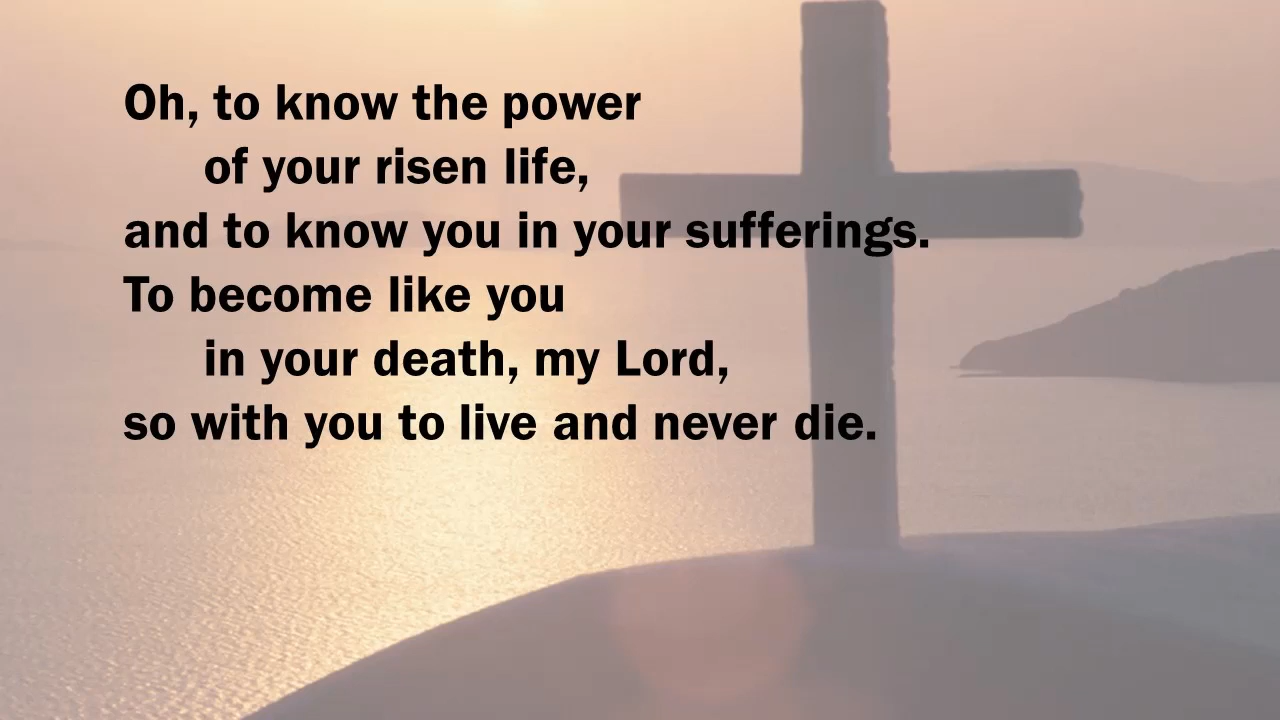 Oh, to know the power
of your risen life,
and to know you in your sufferings.
To become like you
in your death, my Lord,
so with you to live and never die.